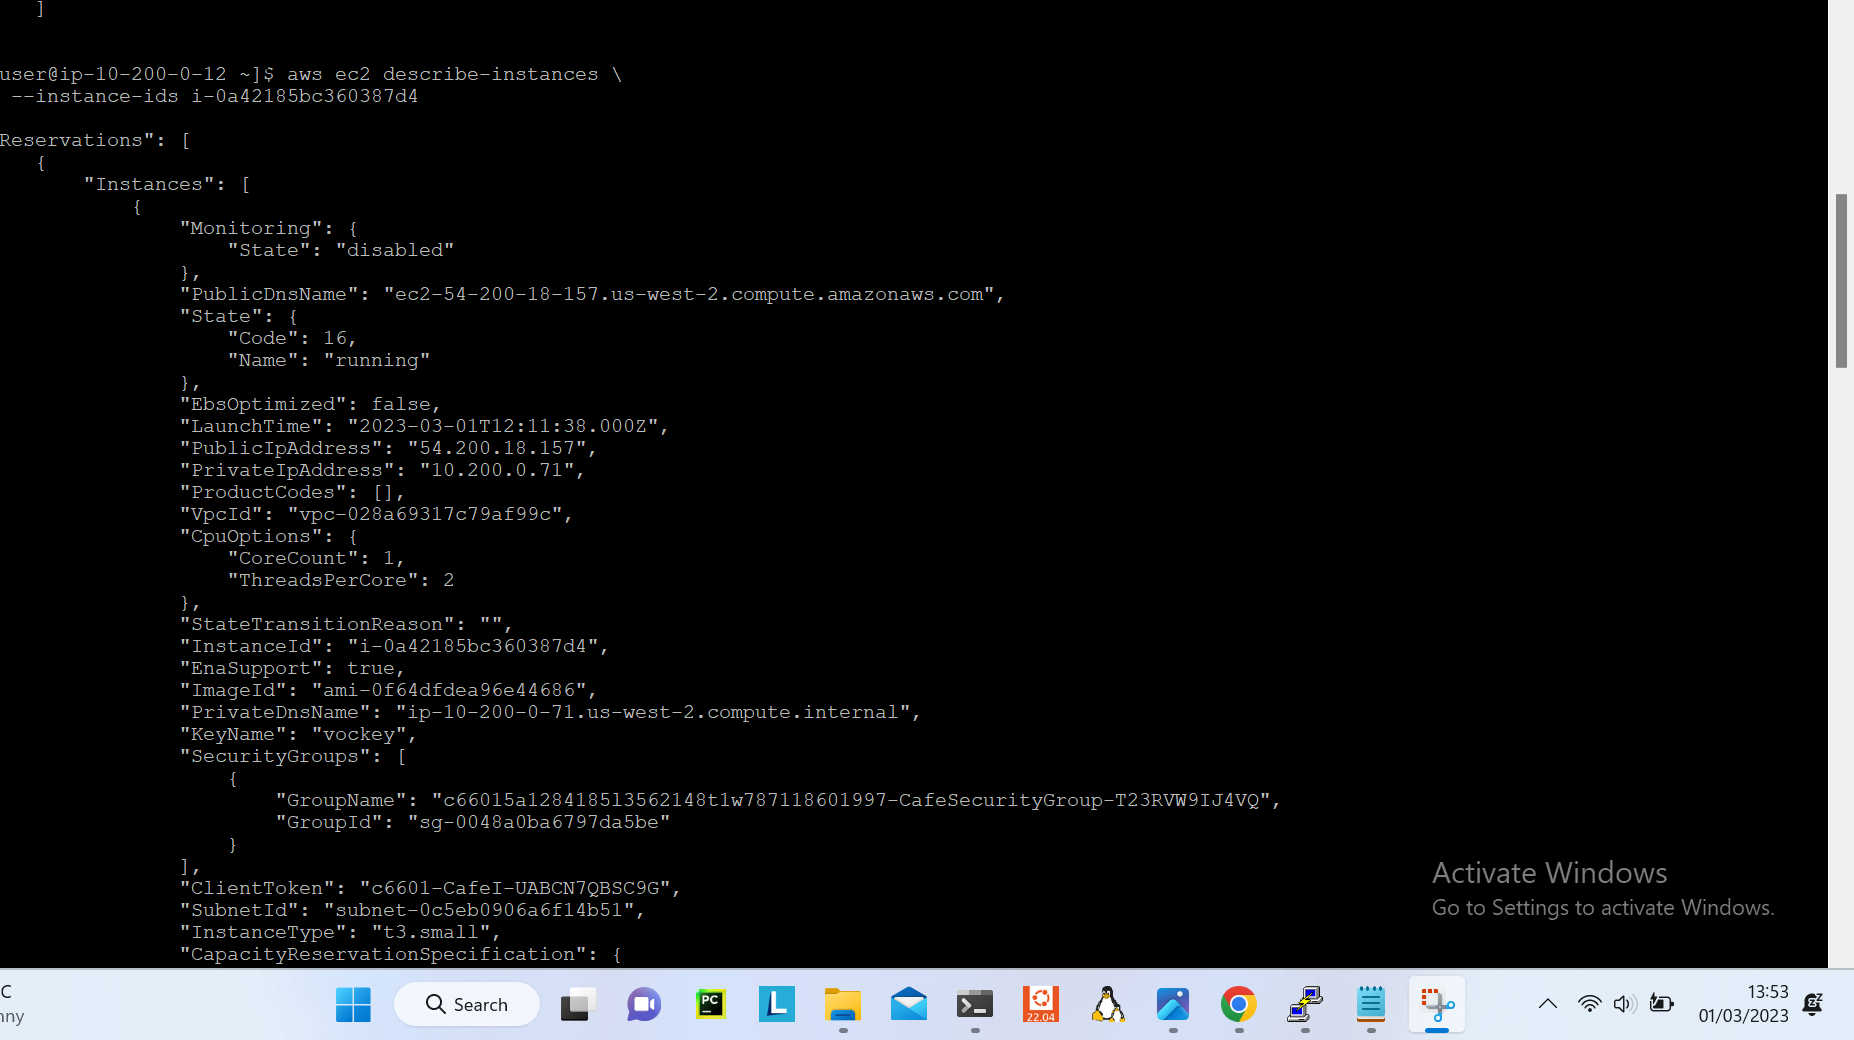 ]
user@ip-10-200-0-12 ~]$ aws ec2 describe-instances \
--instance-ids i-0a42185bc360387d4
Reservations": [
{
"Instances": [
{
"Monitoring": {
"State": "disabled"
},
"PublicDnsName": "ec2-54-200-18-157.us-west-2.compute.amazonaws.com",
"State": {
"Code": 16,
"Name": "running"
},
"EbsOptimized": false,
"LaunchTime": "2023-03-01T12:11:38.000Z",
"PublicIpAddress": "54.200.18.157",
"PrivateIpAddress": "10.200.0.71",
"ProductCodes": [],
"VpcId": "vpc-028a69317c79af99c",
"CpuOptions": {
"CoreCount": 1,
"ThreadsPerCore": 2
},
"StateTransitionReason": "",
"InstanceId": "i-0a42185bc360387d4",
"EnaSupport": true,
"ImageId": "ami-0f64dfdea96e44686",
"PrivateDnsName": "ip-10-200-0-71.us-west-2.compute.internal",
"KeyName": "vockey",
"SecurityGroups": [
{
"GroupName": "c66015a1284185l3562148t1w787118601997-CafeSecurityGroup-T23RVW9IJ4VQ",
"GroupId": "sg-0048a0ba6797da5be"
}
],
"ClientToken": "c6601-CafeI-UABCN7QBSC9G",
"SubnetId": "subnet-0c5eb0906a6f14b51",
"InstanceType": "t3.small",
"CapacityReservationSpecification": {
Activate Windows
Go to Settings to activate Windows.
C
nny
Search
PC
L
22.04
13:53
01/03/2023